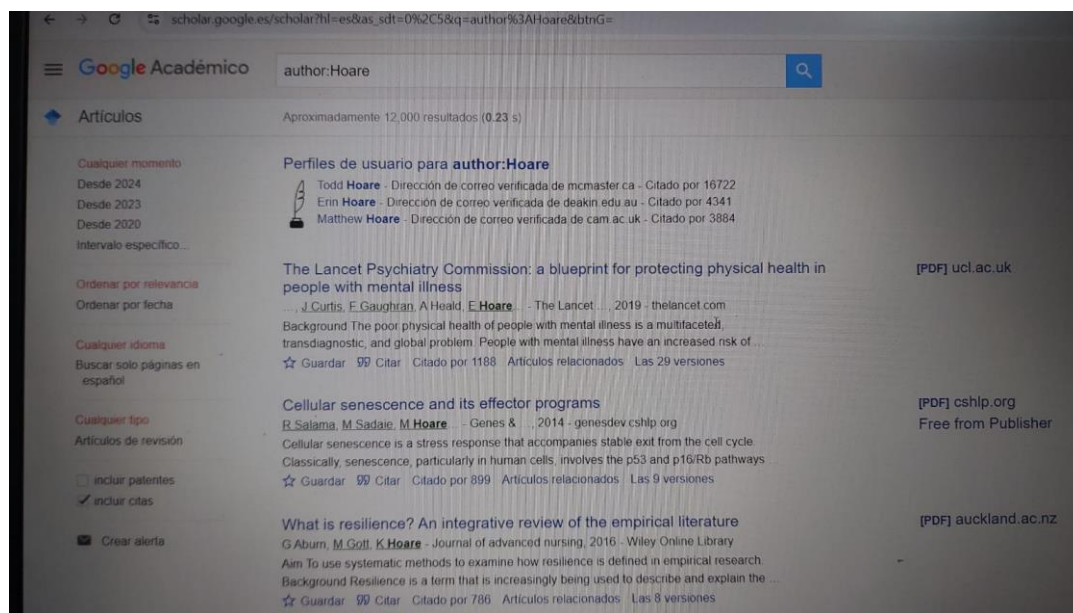 scholar.google.es/scholar?hl=es&as_sdt=0%2C5&q=author%3AHoare&btnG=
Google Académico
author:Hoare
Artículos
Aproximadamente 12,000 resultados (0.23 s)
Cualquier momento
Desde 2024
Desde 2023
Desde 2020
Intervalo específico...
Ordenar por relevancia
Ordenar por fecha
Cualquier idioma
Buscar solo páginas en
español
Cualquier tipo
Artículos de revisión
incluir patentes
incluir citas
Crear alerta
Perfiles de usuario para author:Hoare
Todd Hoare - Dirección de correo verificada de mcmaster.ca - Citado por 16722
Erin Hoare - Dirección de correo verificada de deakin.edu.au - Citado por 4341
Matthew Hoare - Dirección de correo verificada de cam.ac.uk - Citado por 3884
The Lancet Psychiatry Commission: a blueprint for protecting physical health in
people with mental illness
..., J Curtis, F Gaughran, A Heald, E Hoare... - The Lancet ..., 2019 - thelancet.com
Background The poor physical health of people with mental illness is a multifaceted,
transdiagnostic, and global problem. People with mental illness have an increased risk of ...
Guardar Citar Citado por 1188 Artículos relacionados Las 29 versiones
[PDF] ucl.ac.uk
Cellular senescence and its effector programs
R Salama, M Sadaie, M Hoare... - Genes & ..., 2014 - genesdev.cshlp.org
Cellular senescence is a stress response that accompanies stable exit from the cell cycle.
Classically, senescence, particularly in human cells, involves the p53 and p16/Rb pathways
Guardar Citar Citado por 899 Artículos relacionados Las 9 versiones
[PDF] cshlp.org
Free from Publisher
What is resilience? An integrative review of the empirical literature
G Aburn, M Gott, K Hoare - Journal of advanced nursing, 2016 - Wiley Online Library
Aim To use systematic methods to examine how resilience is defined in empirical research.
Background Resilience is a term that is increasingly being used to describe and explain the ...
Guardar Citar Citado por 786 Artículos relacionados Las 8 versiones
[PDF] auckland.ac.nz